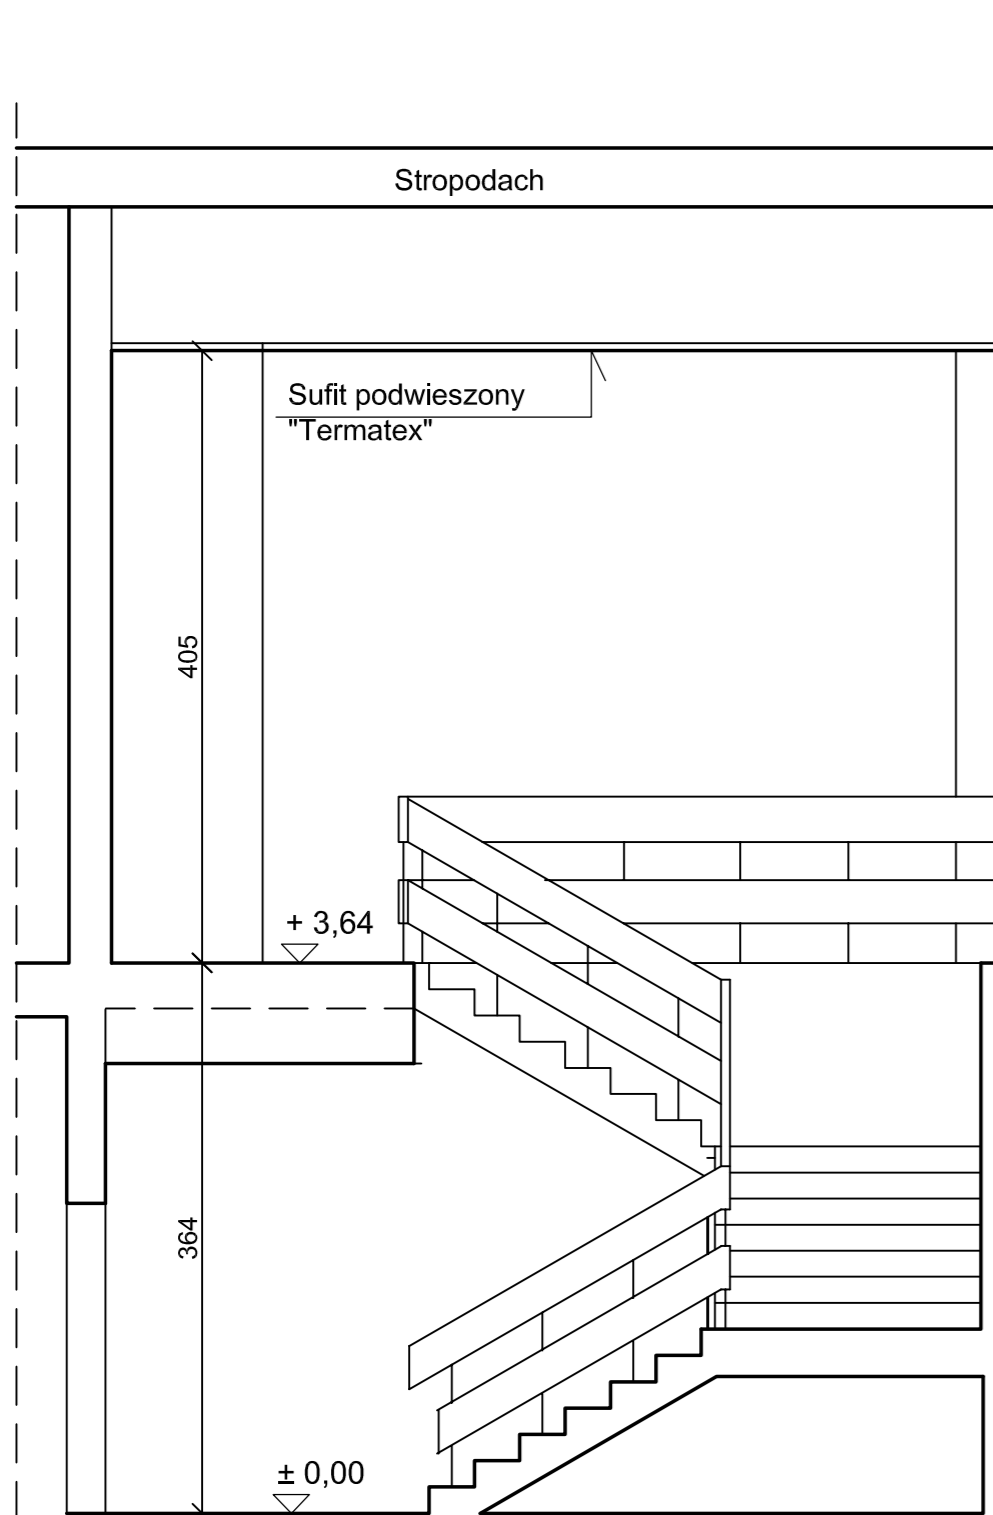 Stropodach
Sufit podwieszony
"Termatex"
405
+ 3,64
364
± 0,00